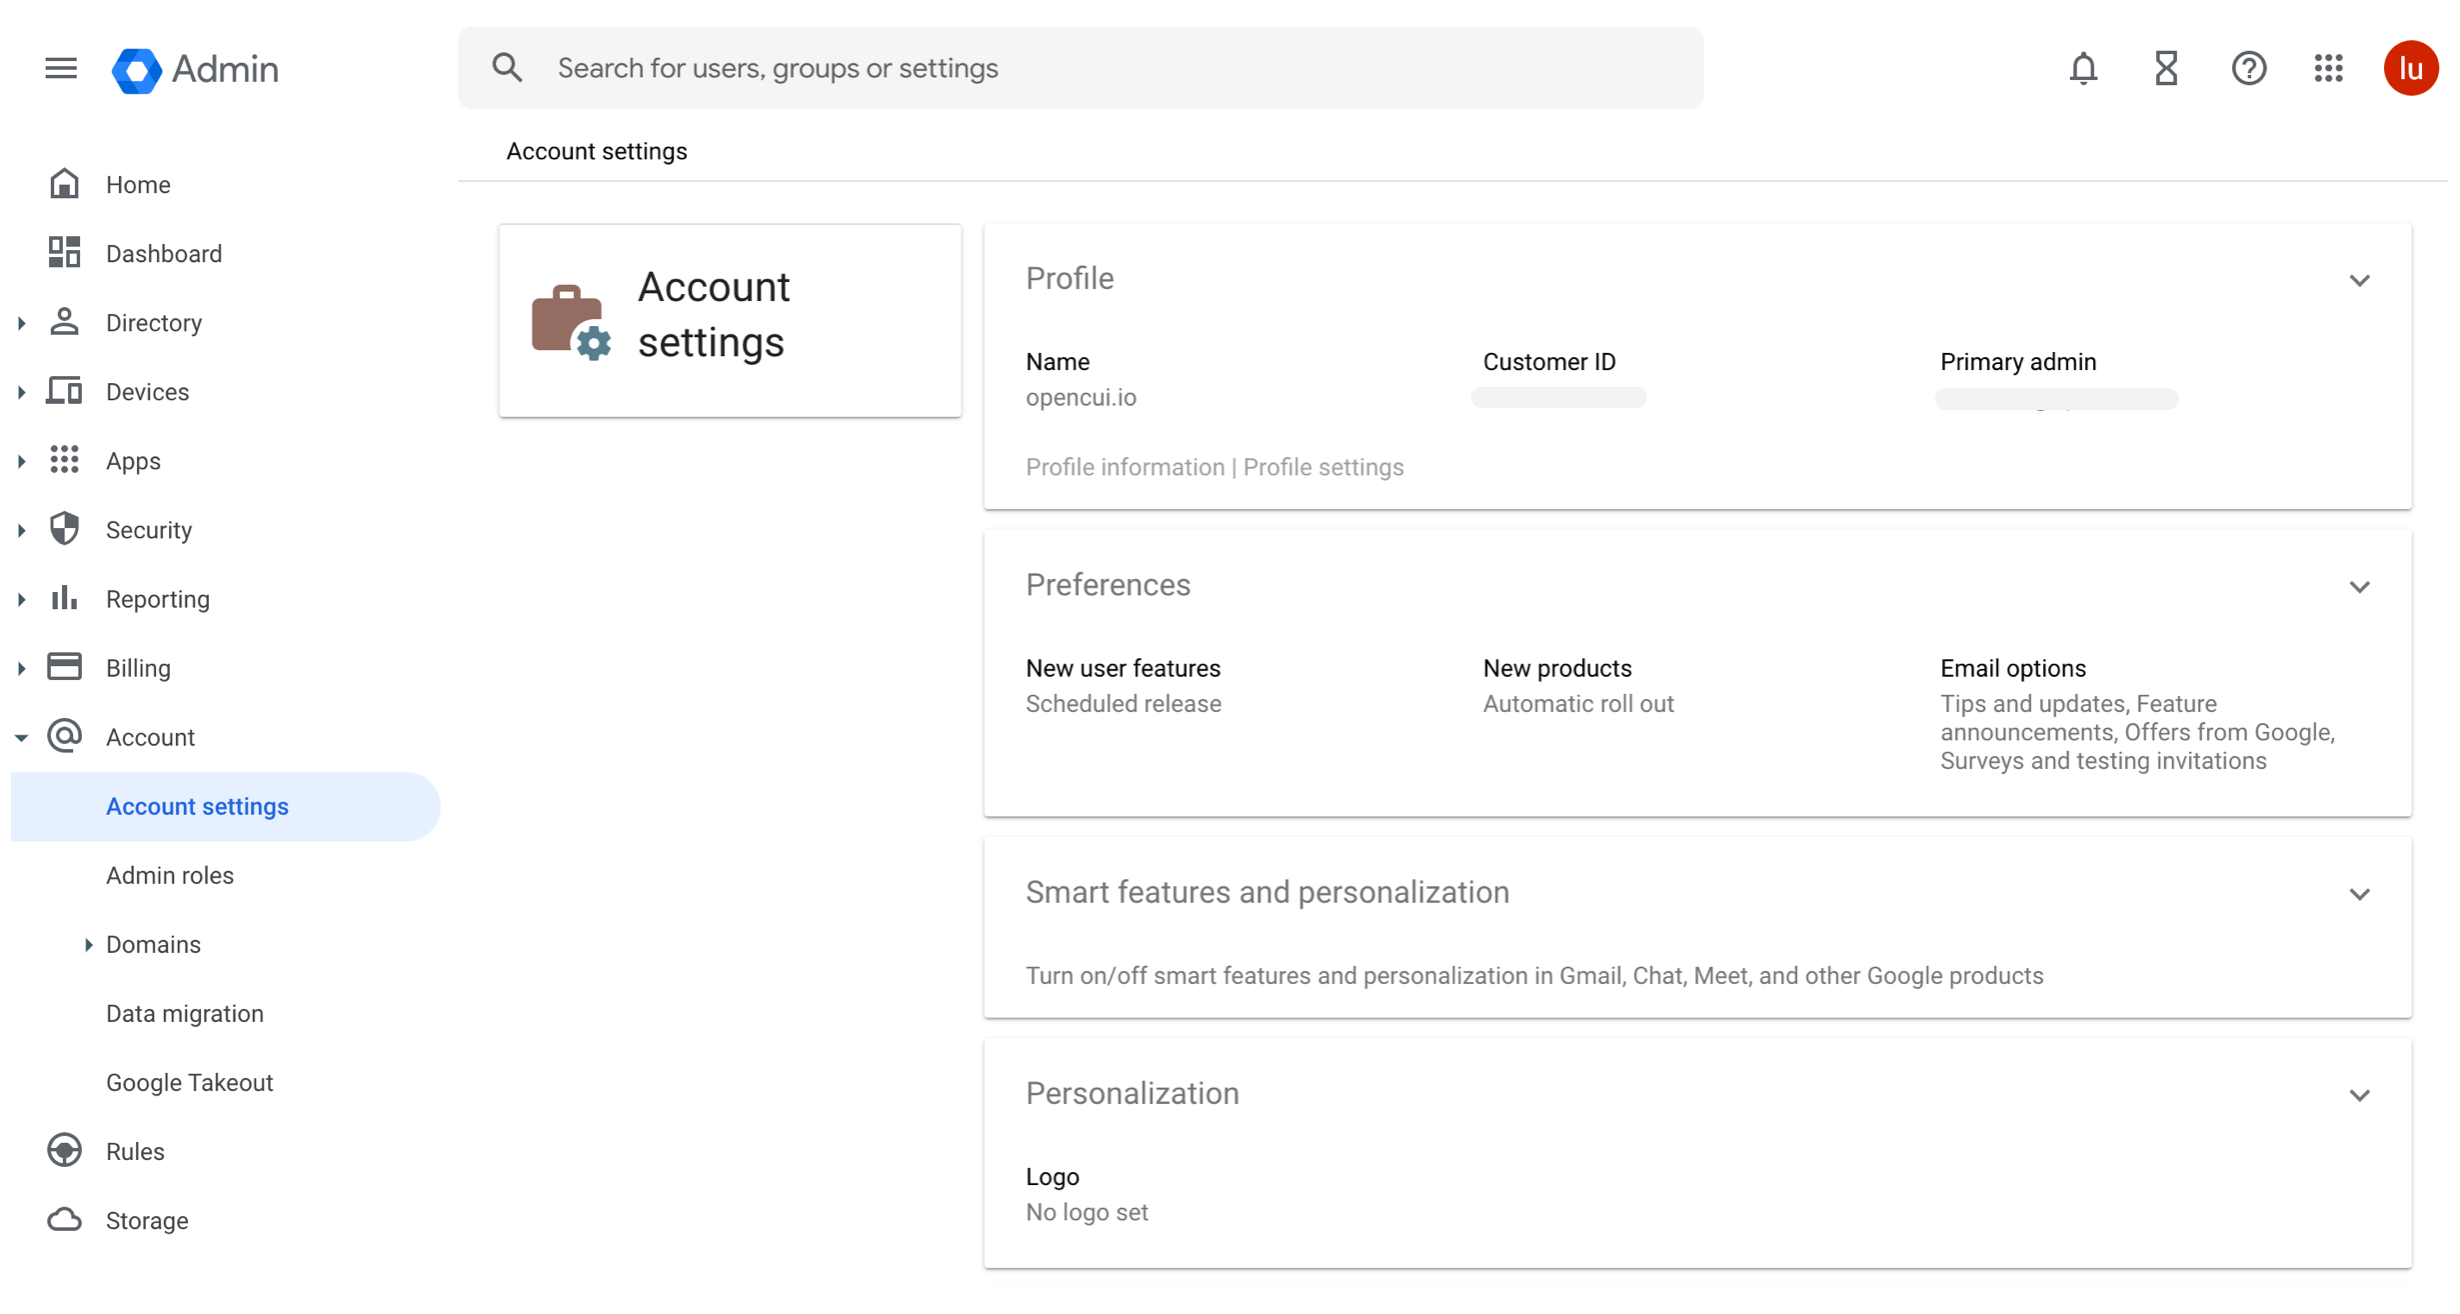 Admin
Search for users, groups or settings
lu
Account settings
Home
Dashboard
Directory
Devices
Apps
Security
Reporting
Billing
Account
Account settings
Admin roles
Domains
Data migration
Google Takeout
Rules
Storage
Account
settings
Profile
Name
opencui.io
Customer ID
Primary admin
Profile information | Profile settings
Preferences
New user features
Scheduled release
New products
Automatic roll out
Email options
Tips and updates, Feature
announcements, Offers from Google,
Surveys and testing invitations
Smart features and personalization
Turn on/off smart features and personalization in Gmail, Chat, Meet, and other Google products
Personalization
Logo
No logo set